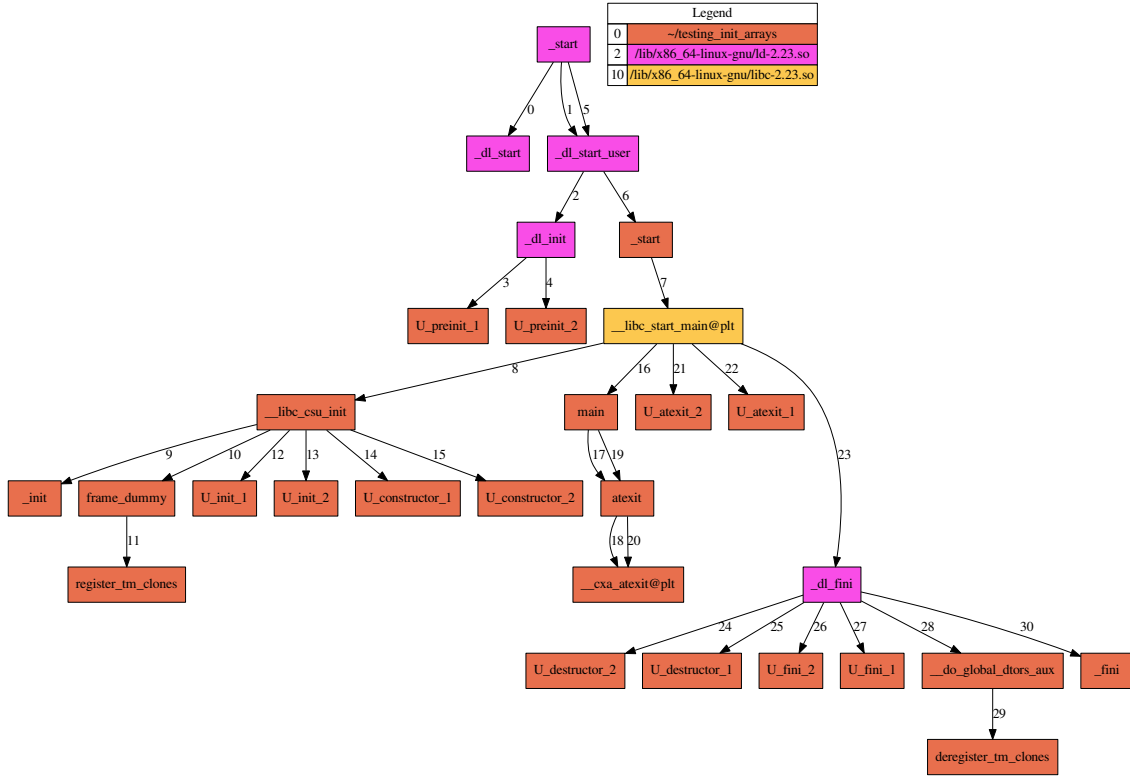 Legend
0 ~/testing_init_arrays
2 /lib/x86_64-linux-gnu/ld-2.23.so
10 /lib/x86_64-linux-gnu/libc-2.23.so
_start
0 1 5
_dl_start _dl_start_user
2 6
_dl_init _start
3 4 7
U_preinit_1 U_preinit_2 __libc_start_main@plt
8 16 21 22
__libc_csu_init main U_atexit_2 U_atexit_1
9 10 12 13 14 15 17 19 23
_init frame_dummy U_init_1 U_init_2 U_constructor_1 U_constructor_2 atexit
11 18 20
register_tm_clones __cxa_atexit@plt _dl_fini
24 25 26 27 28 30
U_destructor_2 U_destructor_1 U_fini_2 U_fini_1 __do_global_dtors_aux _fini
29
deregister_tm_clones